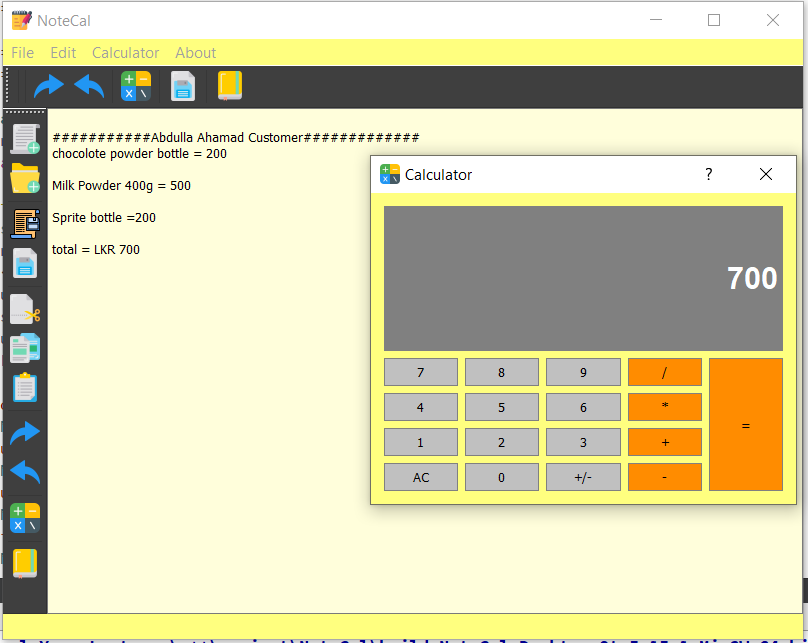 NoteCal
File Edit Calculator About
###########Abdulla Ahamad Customer#############
chocolote powder bottle = 200
Milk Powder 400g = 500
Sprite bottle =200
total = LKR 700
Calculator ?
700
7 8 9 /
4 5 6 *
=
1 2 3 +
AC 0 +/- -